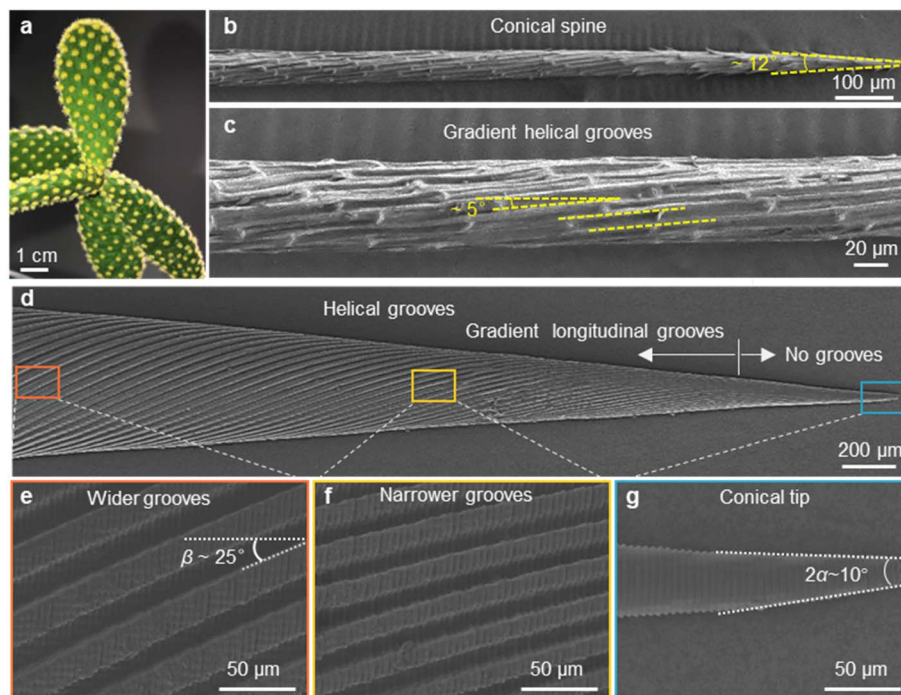 a
1 cm
b
Conical spine
~ 12°
100 µm
c
Gradient helical grooves
~ 5°
20 µm
d
Helical grooves
Gradient longitudinal grooves
No grooves
200 µm
e
Wider grooves
β ~ 25°
50 µm
f
Narrower grooves
50 µm
g
Conical tip
2α~10°
50 µm